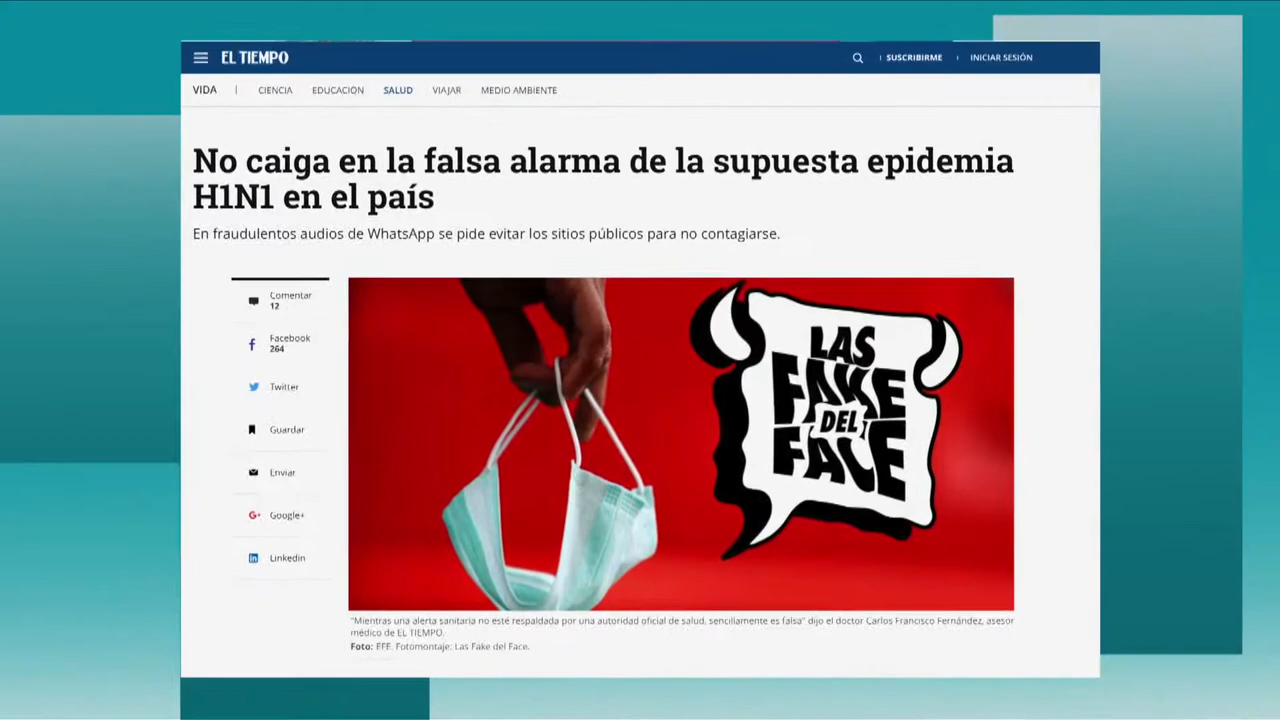 EL TIEMPO
SUSCRIBIRME
INICIAR SESIÓN
VIDA | CIENCIA EDUCACIÓN SALUD VIAJAR MEDIO AMBIENTE
No caiga en la falsa alarma de la supuesta epidemia
H1N1 en el país
En fraudulentos audios de WhatsApp se pide evitar los sitios públicos para no contagiarse.
Comentar
12
Facebook
264
Twitter
Guardar
Enviar
Google+
Linkedin
LAS
FAKE
DEL
FACE
"Mientras una alerta sanitaria no esté respaldada por una autoridad oficial de salud, sencillamente es falsa" dijo el doctor Carlos Francisco Fernández, asesor
médico de EL TIEMPO.
Foto: EFE. Fotomontaje: Las Fake del Face.